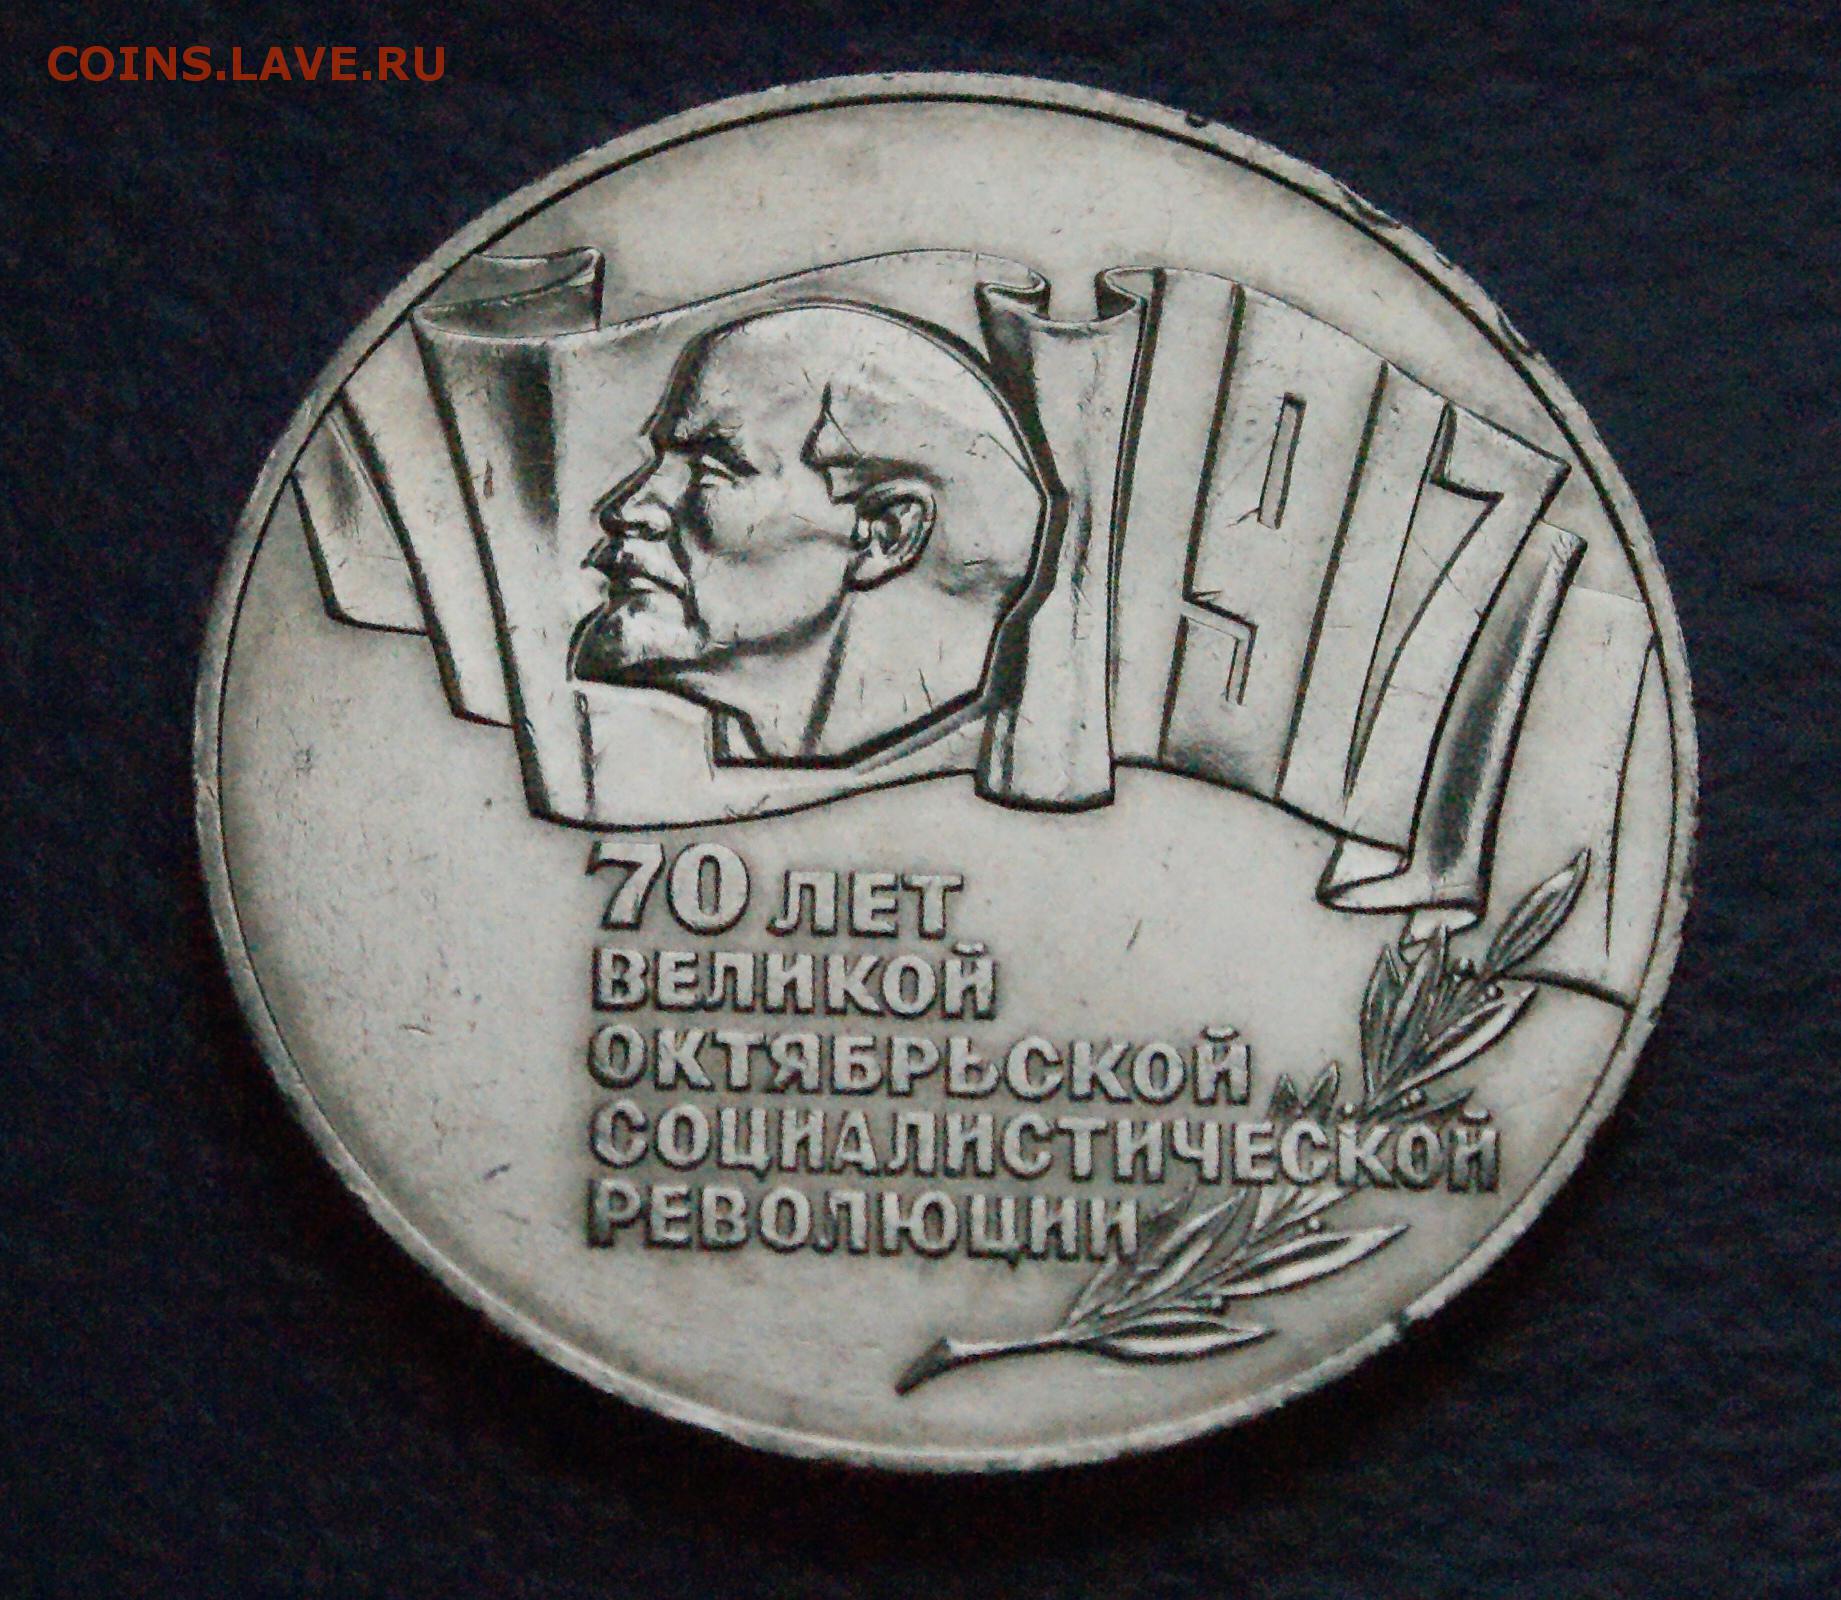 COINS.LAVE.RU
1917
70 ЛЕТ
ВЕЛИКОЙ
ОКТЯБРЬСКОЙ
СОЦИАЛИСТИЧЕСКОЙ
РЕВОЛЮЦИИ